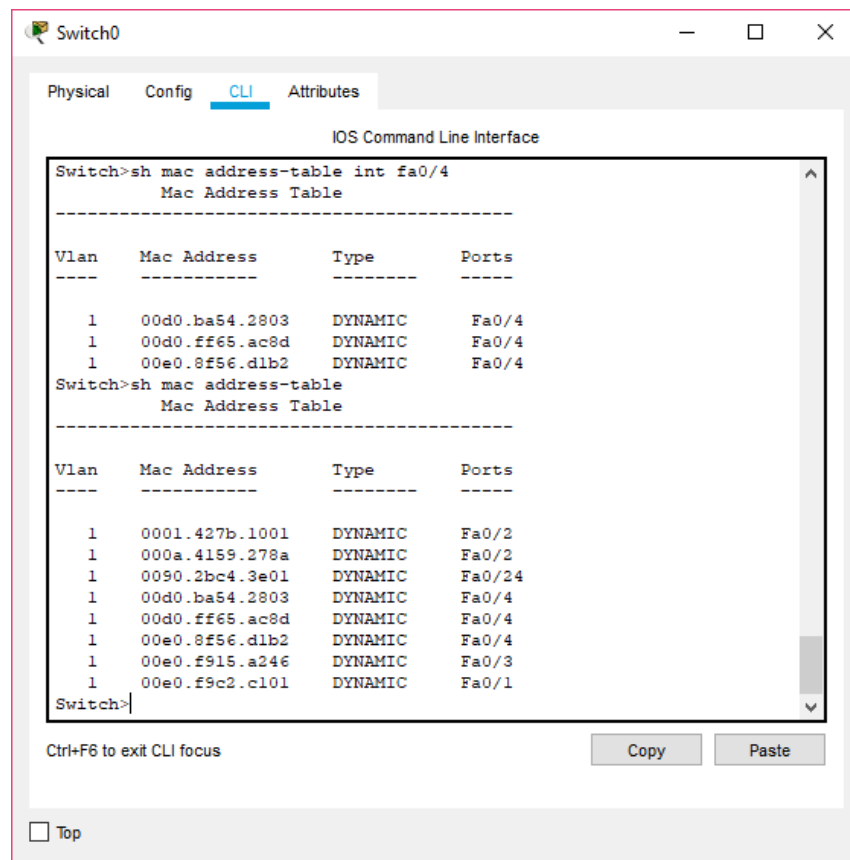 Switch0
Physical Config CLI Attributes
IOS Command Line Interface
Switch>sh mac address-table int fa0/4
Mac Address Table
-------------------------------------------
Vlan Mac Address Type Ports
---- ----------- -------- -----
1 00d0.ba54.2803 DYNAMIC Fa0/4
1 00d0.ff65.ac8d DYNAMIC Fa0/4
1 00e0.8f56.d1b2 DYNAMIC Fa0/4
Switch>sh mac address-table
Mac Address Table
-------------------------------------------
Vlan Mac Address Type Ports
---- ----------- -------- -----
1 0001.427b.1001 DYNAMIC Fa0/2
1 000a.4159.278a DYNAMIC Fa0/2
1 0090.2bc4.3e01 DYNAMIC Fa0/24
1 00d0.ba54.2803 DYNAMIC Fa0/4
1 00d0.ff65.ac8d DYNAMIC Fa0/4
1 00e0.8f56.d1b2 DYNAMIC Fa0/4
1 00e0.f915.a246 DYNAMIC Fa0/3
1 00e0.f9c2.c101 DYNAMIC Fa0/1
Switch>
Ctrl+F6 to exit CLI focus Copy Paste
Top